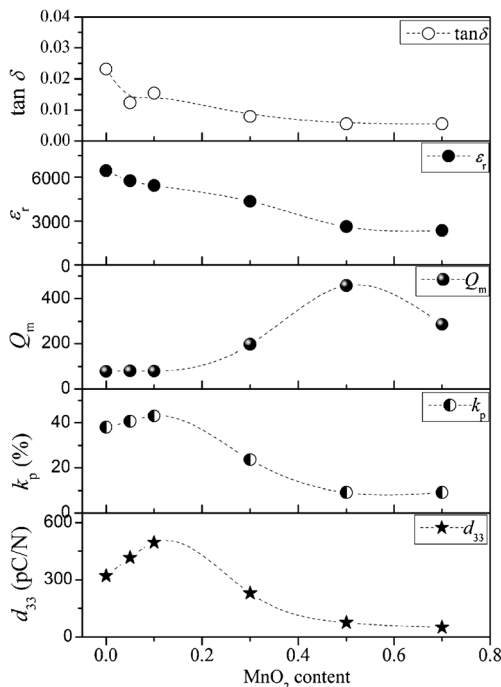 0.04
tan δ
0.03
0.02
0.01
0.00
tan δ
εr
6000
3000
0
εr
Qm
400
200
0
Qm
kp
40
20
0
kp (%)
d33
600
300
0
d33 (pC/N)
0.0 0.2 0.4 0.6 0.8
MnO2 content